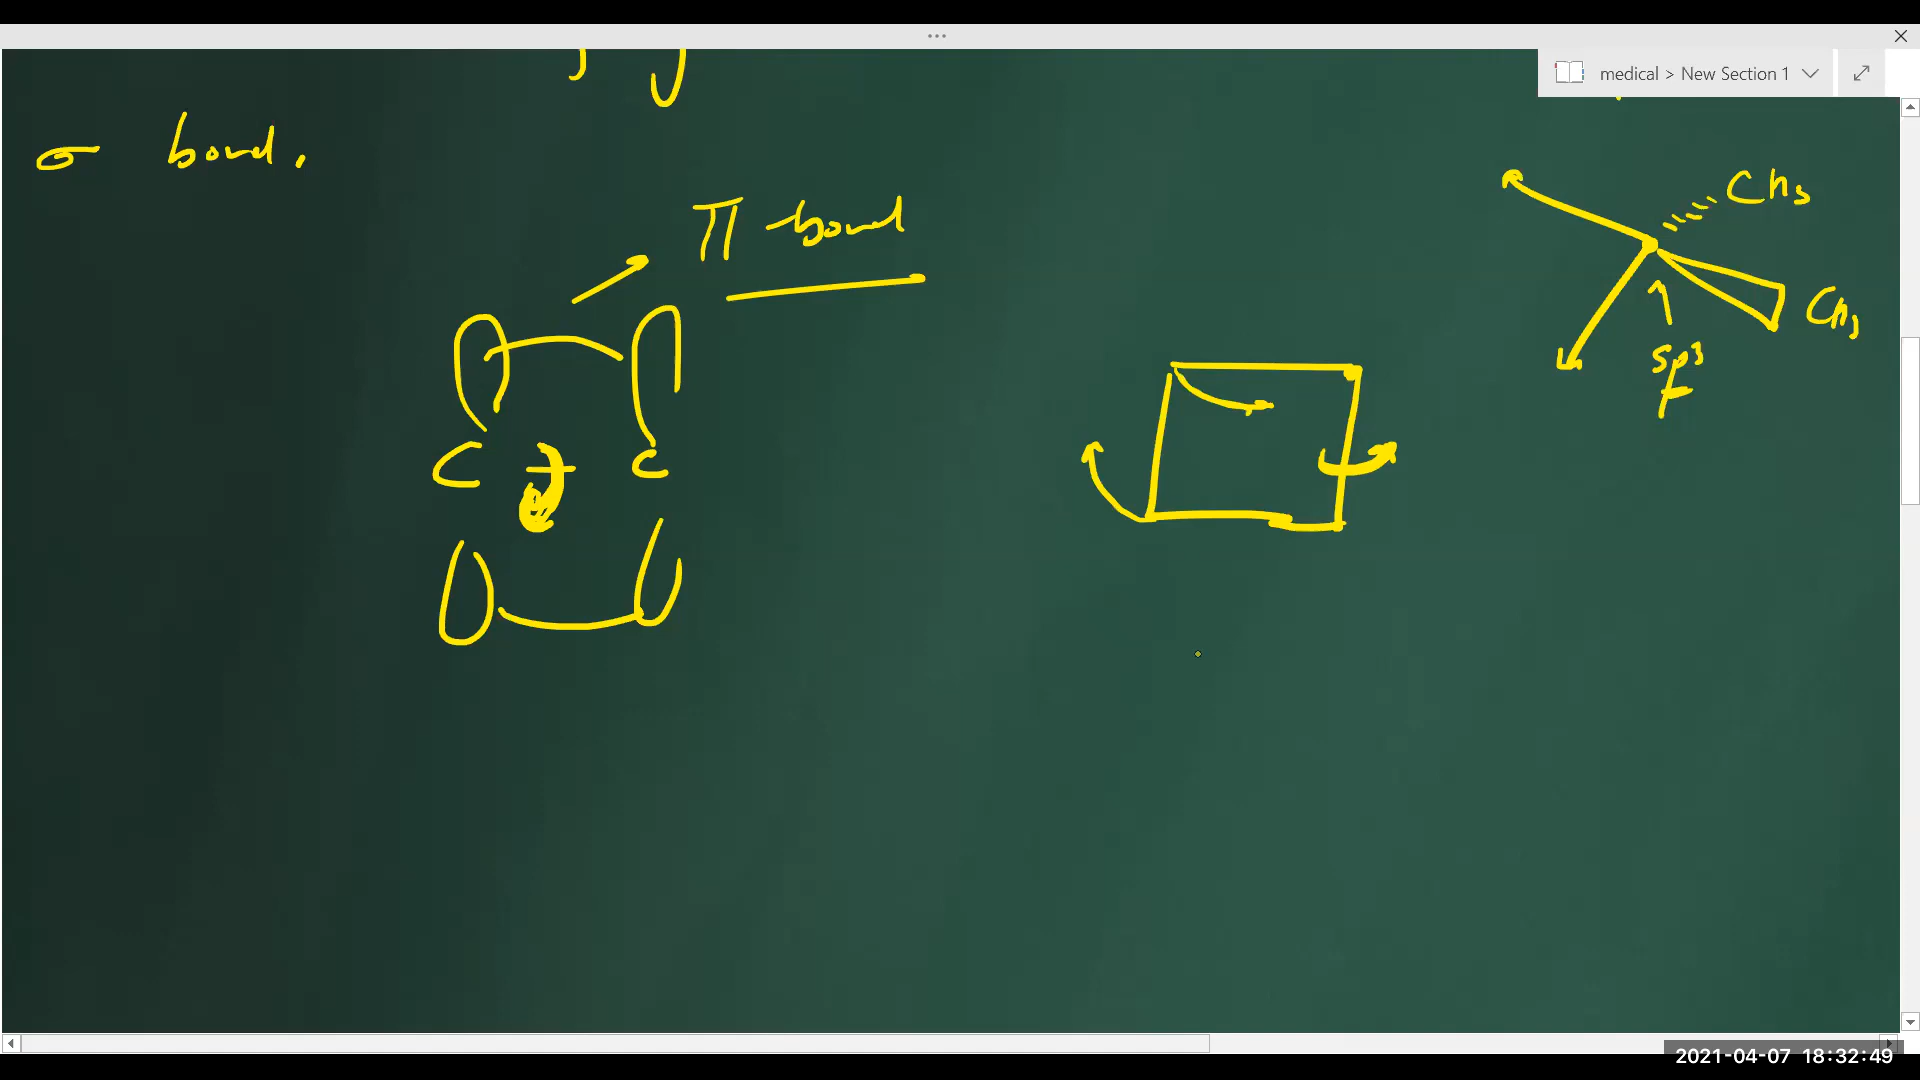 medical > New Section 1
σ bond.
π-bond
CH3
CH3
sp3
C C
2021-04-07 18:32:49